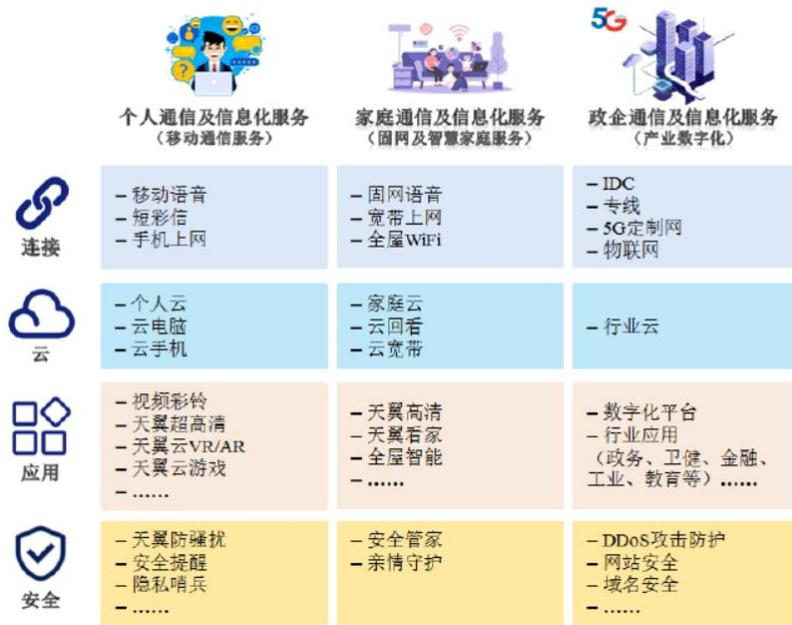 5G
个人通信及信息化服务
（移动通信服务）
家庭通信及信息化服务
（固网及智慧家庭服务）
政企通信及信息化服务
（产业数字化）
连接
– 移动语音
– 短彩信
– 手机上网
– 固网语音
– 宽带上网
– 全屋WiFi
– IDC
– 专线
– 5G定制网
– 物联网
云
– 个人云
– 云电脑
– 云手机
– 家庭云
– 云回看
– 云宽带
– 行业云
应用
– 视频彩铃
– 天翼超高清
– 天翼云VR/AR
– 天翼云游戏
– ……
– 天翼高清
– 天翼看家
– 全屋智能
– ……
– 数字化平台
– 行业应用
（政务、卫健、金融、
工业、教育等）……
安全
– 天翼防骚扰
– 安全提醒
– 隐私哨兵
– ……
– 安全管家
– 亲情守护
– DDoS攻击防护
– 网站安全
– 域名安全
– ……